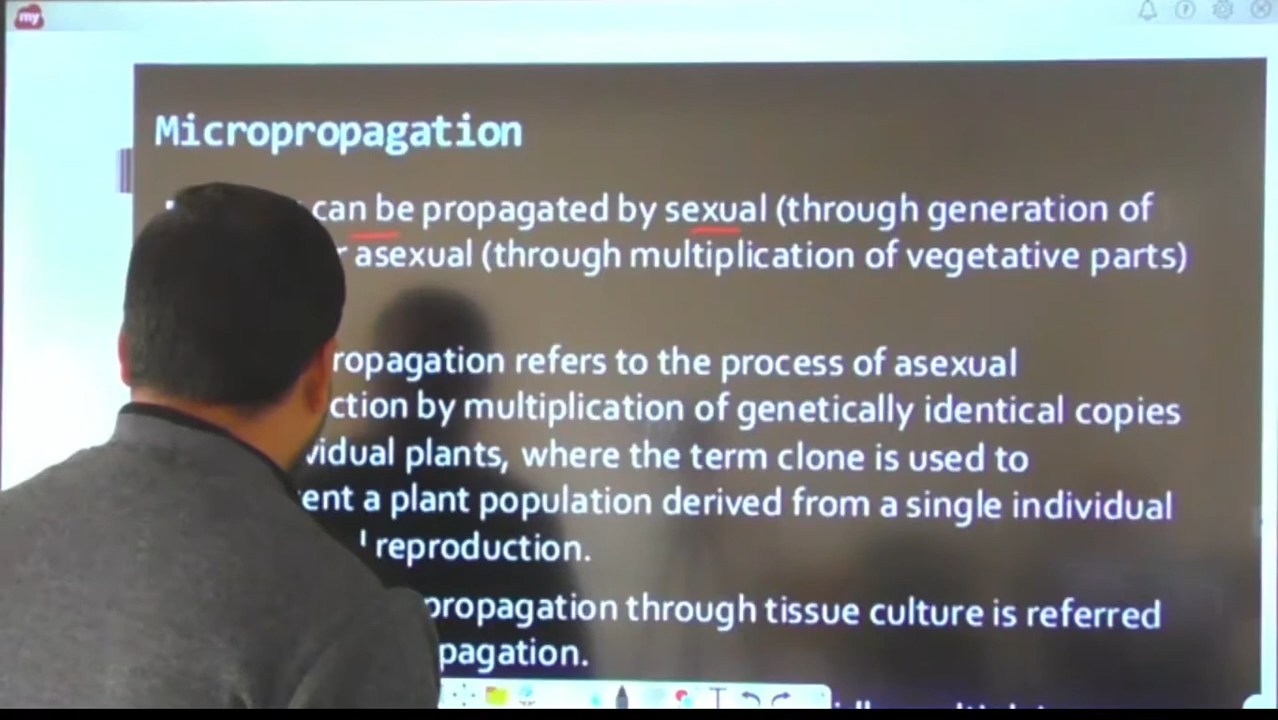 my
Micropropagation
can be propagated by sexual (through generation of
asexual (through multiplication of vegetative parts)
ropagation refers to the process of asexual
ction by multiplication of genetically identical copies
vidual plants, where the term clone is used to
ent a plant population derived from a single individual
reproduction.
propagation through tissue culture is referred
pagation.